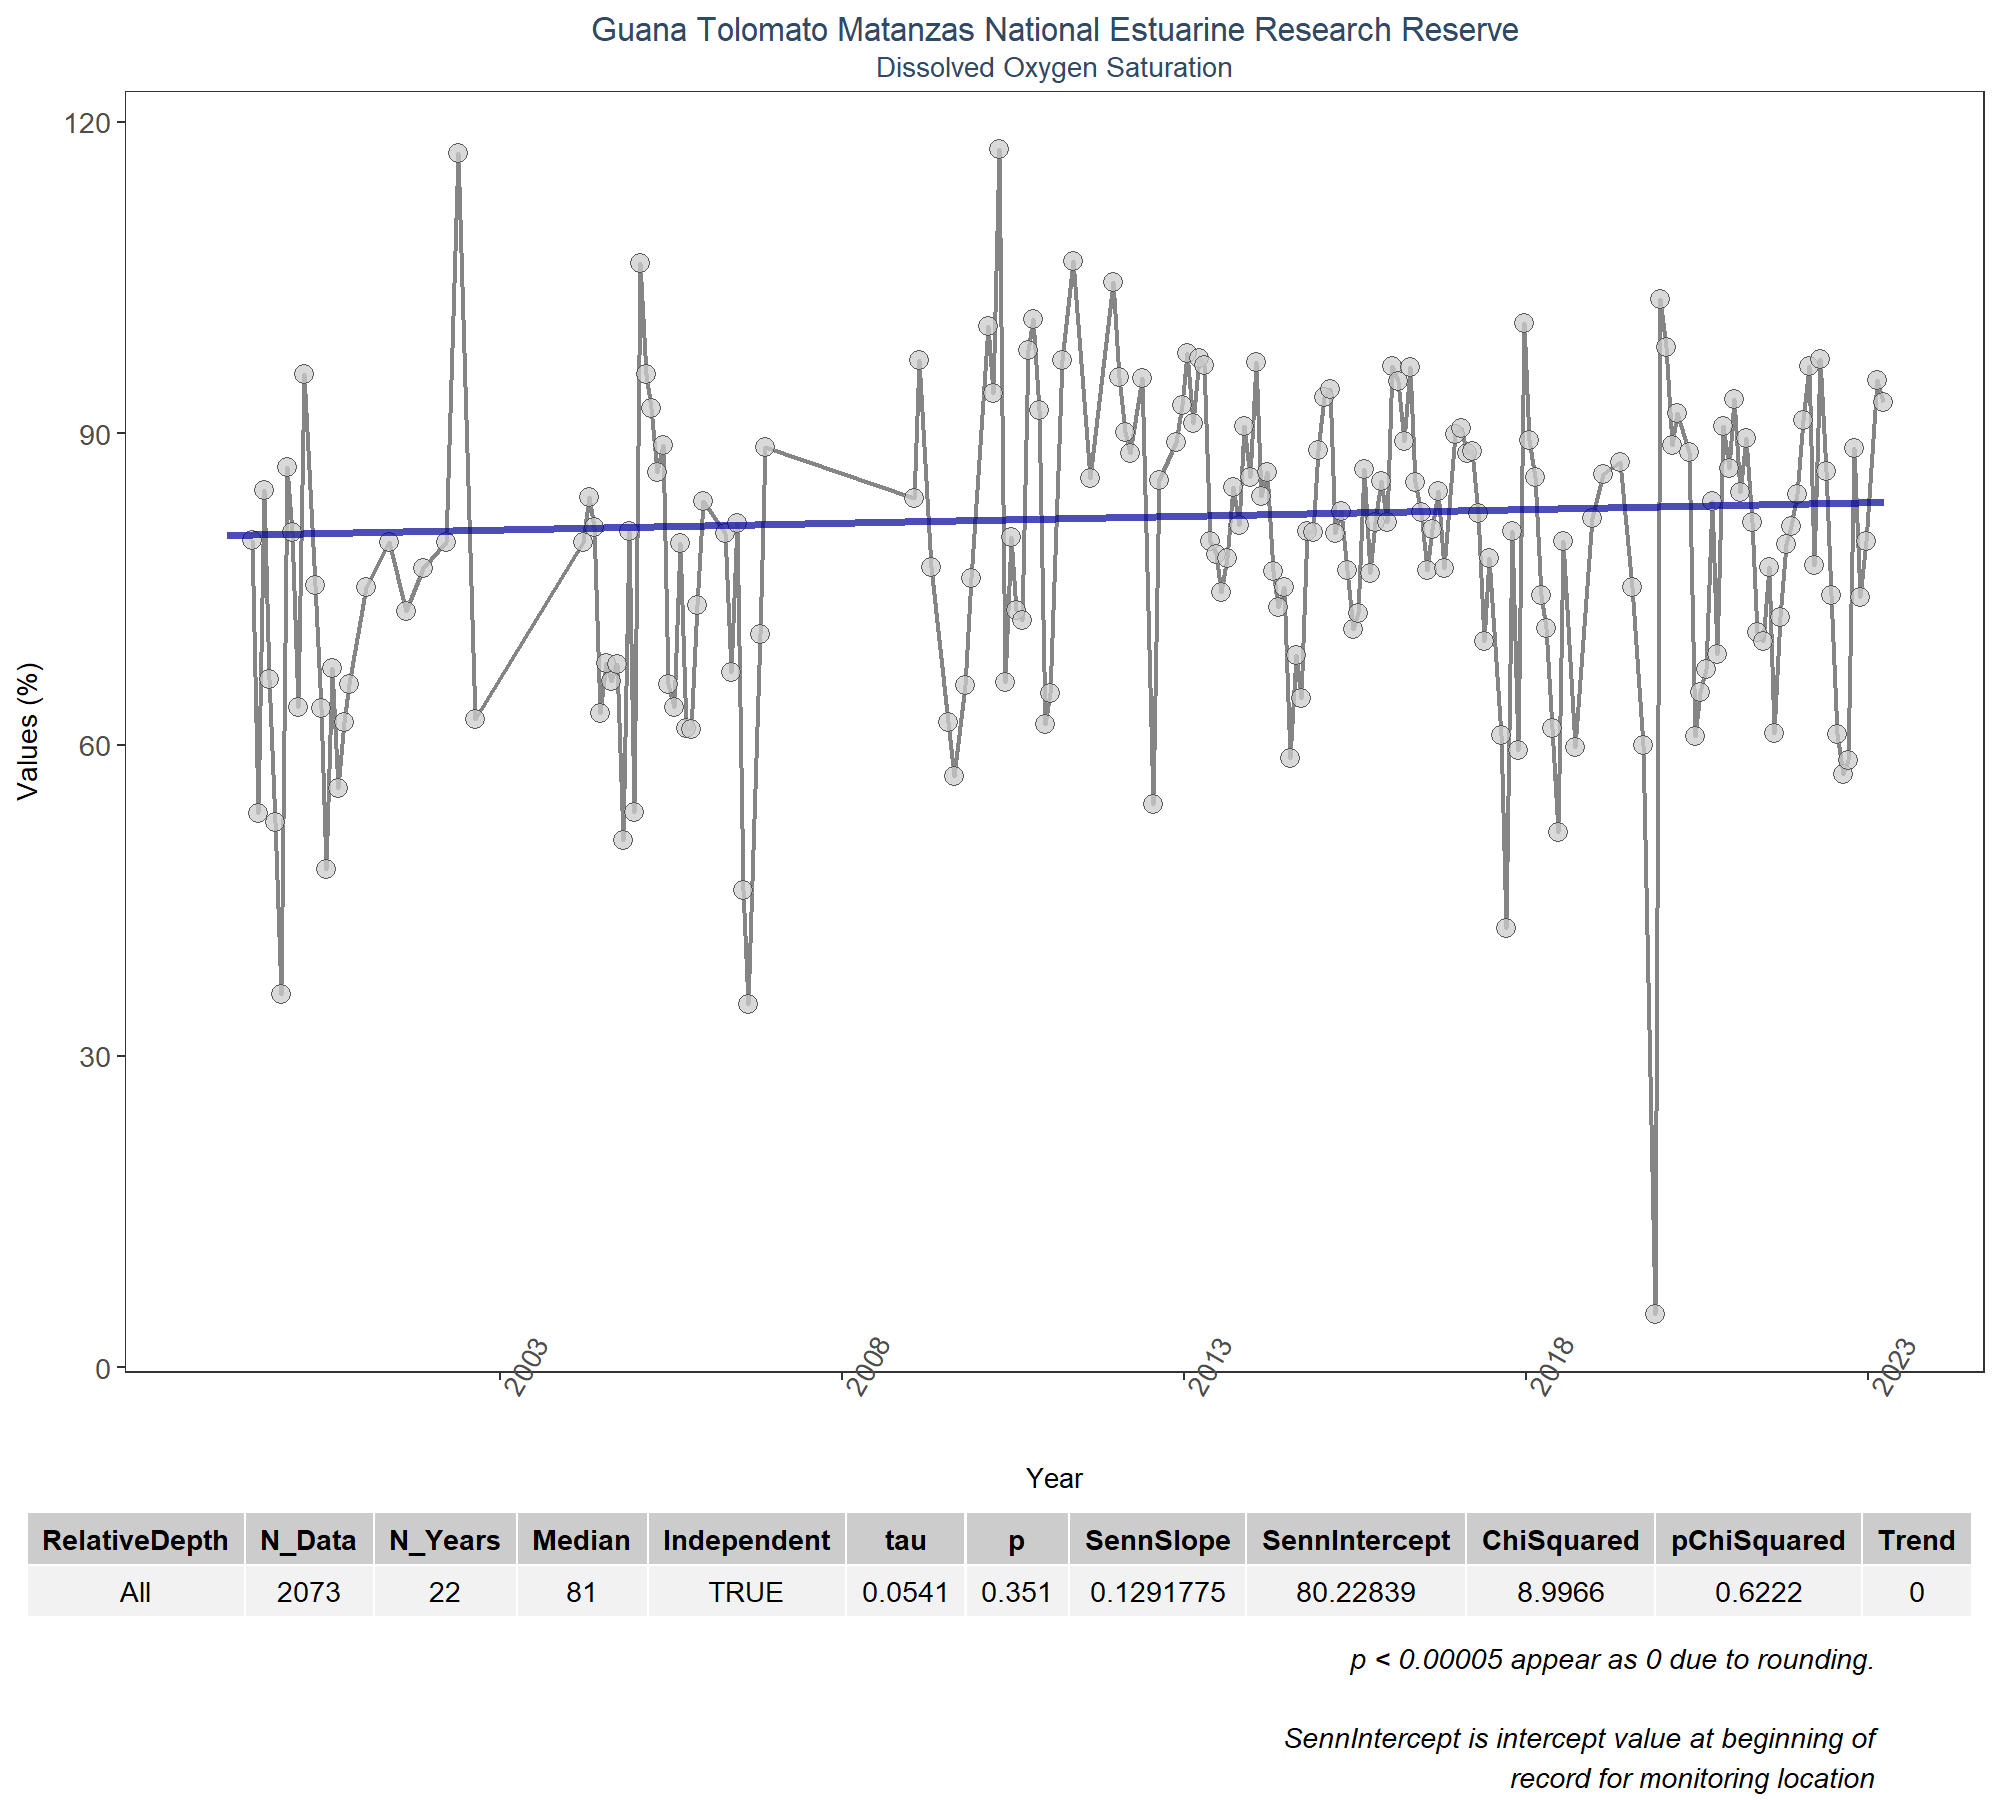 Guana Tolomato Matanzas National Estuarine Research Reserve
Dissolved Oxygen Saturation
120
90
60
30
0
Values (%)
2003
2008
2013
2018
2023
Year
RelativeDepth N_Data N_Years Median Independent tau p SennSlope SennIntercept ChiSquared pChiSquared Trend
All 2073 22 81 TRUE 0.0541 0.351 0.1291775 80.22839 8.9966 0.6222 0
p < 0.00005 appear as 0 due to rounding.
SennIntercept is intercept value at beginning of
record for monitoring location